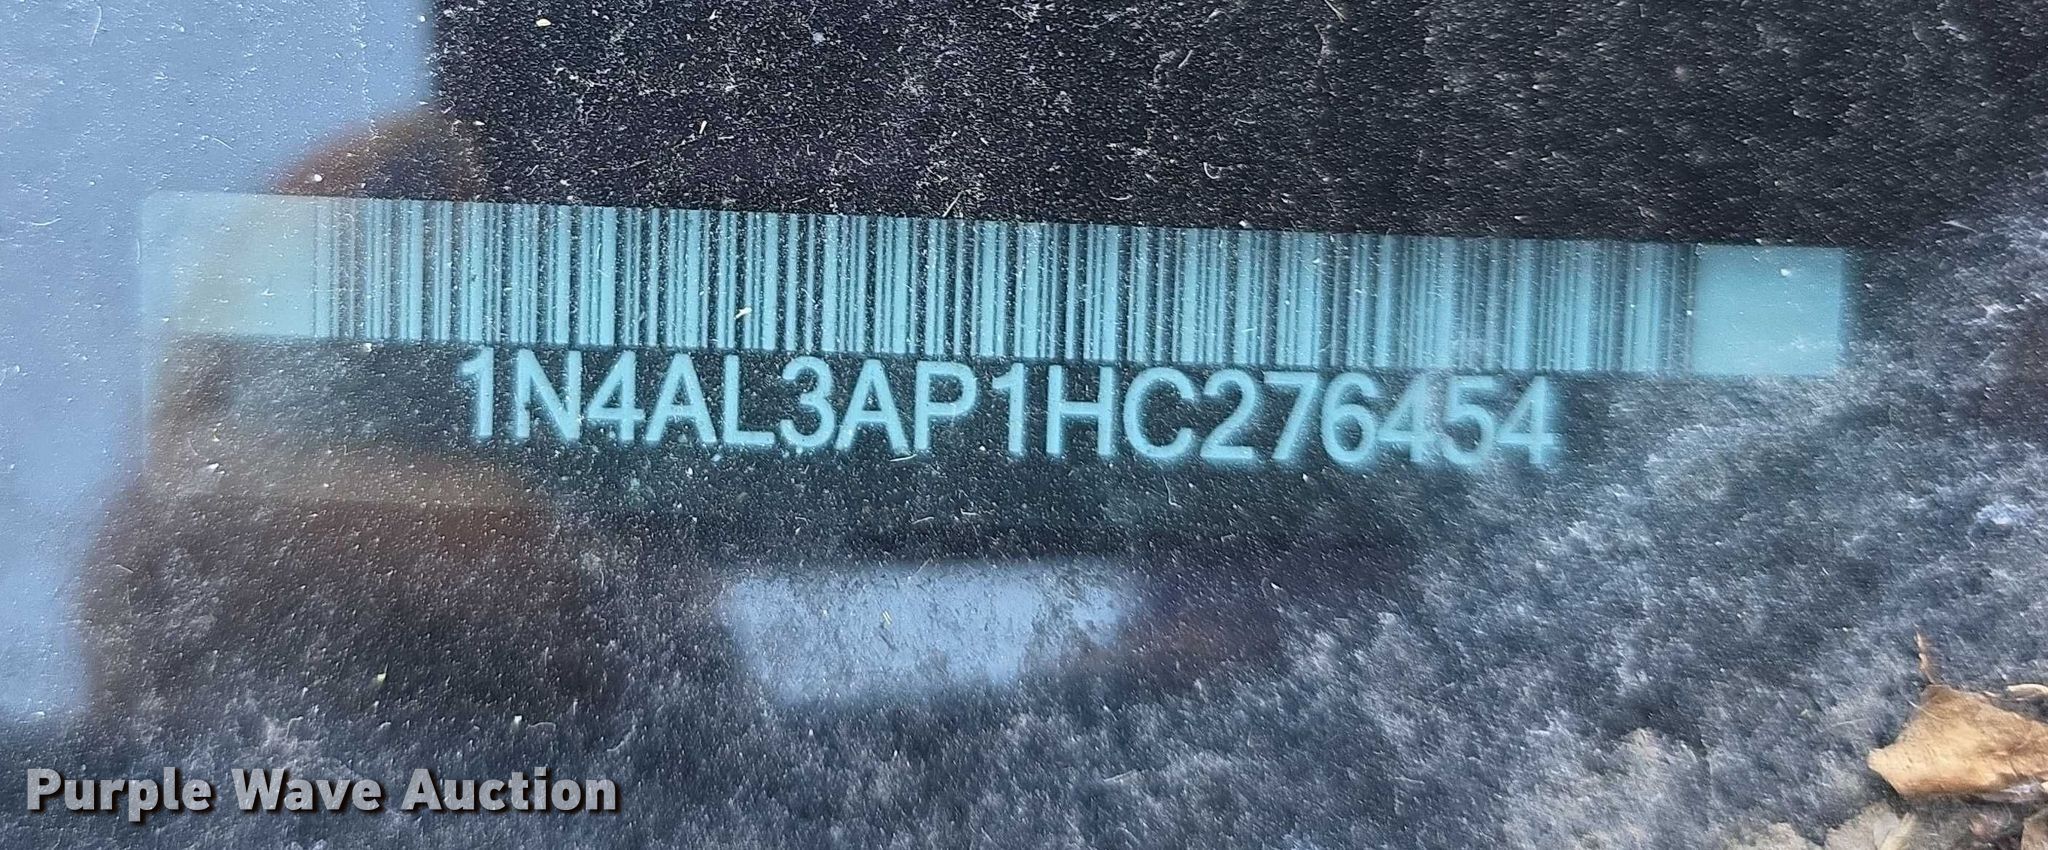 1N4AL3AP1HC276454
Purple Wave Auction